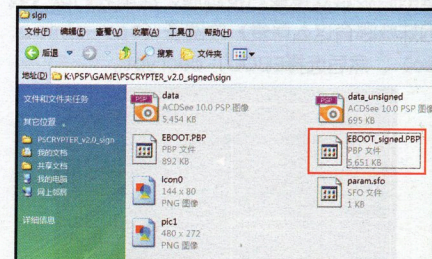 sign
文件(F) 编辑(E) 查看(V) 收藏(A) 工具(T) 帮助(H)
后退 搜索 文件夹
地址(D) K:\PSP\GAME\PSCRYPTER_v2.0_signed\sign
文件和文件夹任务
其它位置
PSCRYPTER_v2.0_sign
我的文档
共享文档
我的电脑
网上邻居
详细信息
PSP
data
ACDSee 10.0 PSP 图像
5,454 KB
PSP
data_unsigned
ACDSee 10.0 PSP 图像
695 KB
EBOOT.PBP
PBP 文件
892 KB
EBOOT_signed.PBP
PBP 文件
5,651 KB
icon0
144 x 80
PNG 图像
param.sfo
SFO 文件
1 KB
pic1
480 x 272
PNG 图像